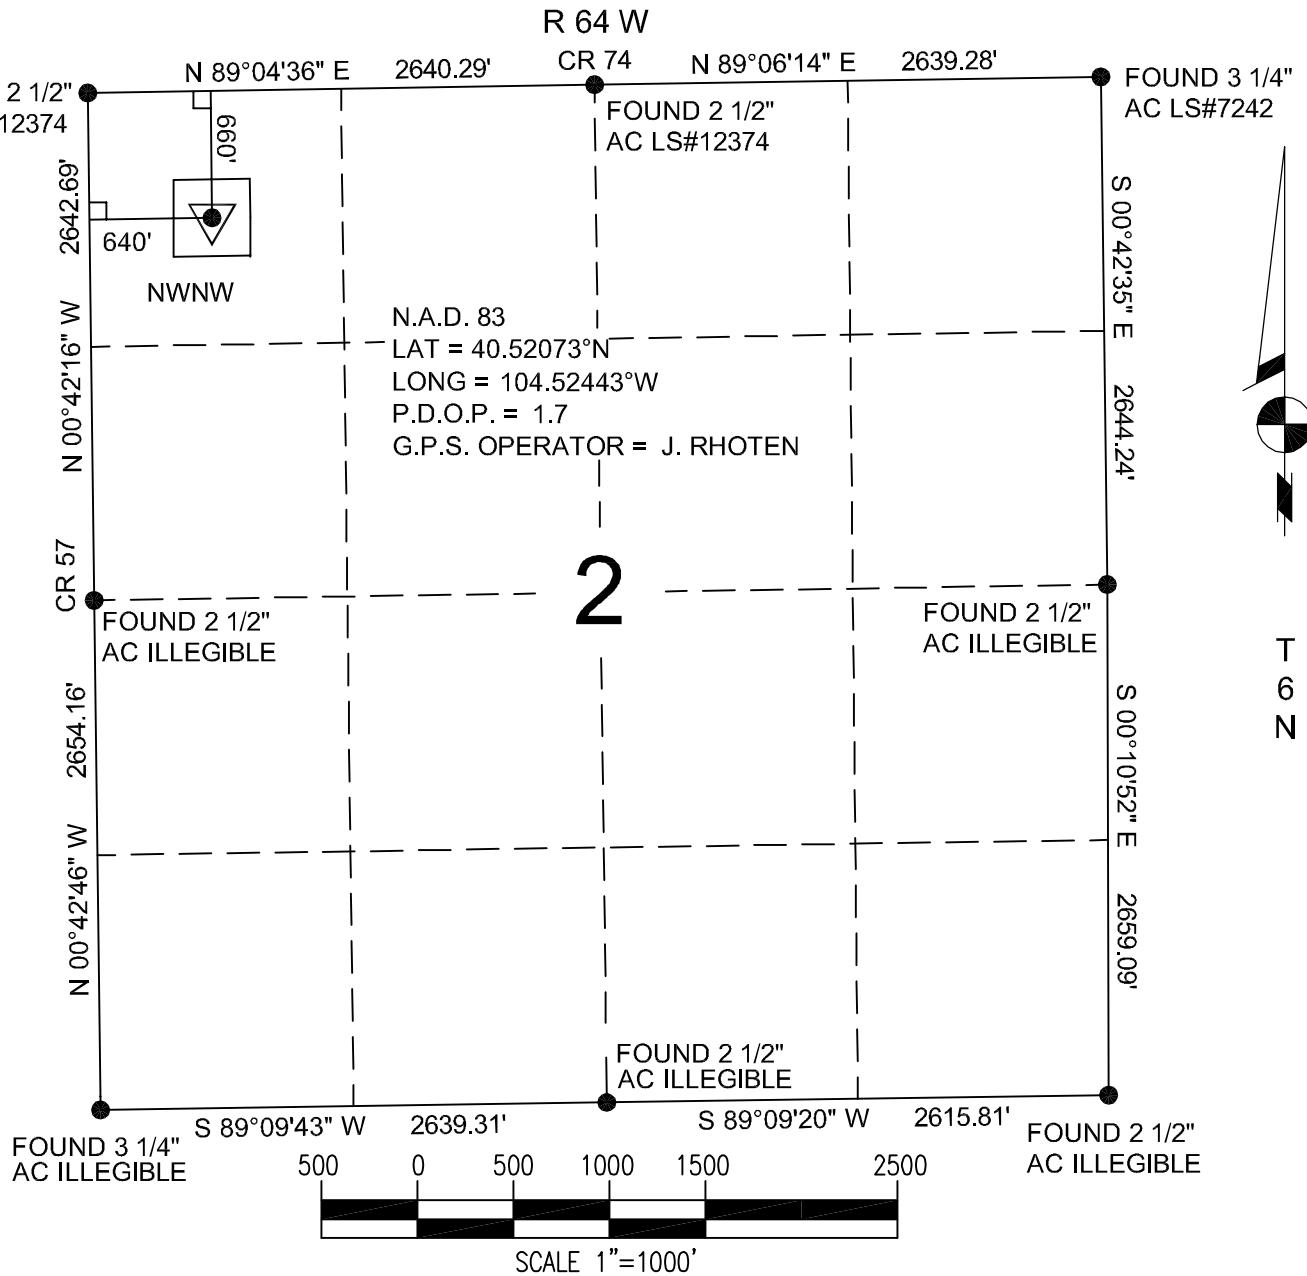 R 64 W
N 89°04'36" E 2640.29' CR 74 N 89°06'14" E 2639.28'
2 1/2"
12374
FOUND 2 1/2"
AC LS#12374
FOUND 3 1/4"
AC LS#7242
660'
640'
NWNW
2642.69'
N 00°42'16" W
S 00°42'35" E
2644.24'
N.A.D. 83
LAT = 40.52073°N
LONG = 104.52443°W
P.D.O.P. = 1.7
G.P.S. OPERATOR = J. RHOTEN
N
CR 57
2
FOUND 2 1/2"
AC ILLEGIBLE
FOUND 2 1/2"
AC ILLEGIBLE
T
6
N
2654.16'
N 00°42'46" W
S 00°10'52" E
2659.09'
FOUND 2 1/2"
AC ILLEGIBLE
S 89°09'43" W 2639.31' S 89°09'20" W 2615.81'
FOUND 3 1/4"
AC ILLEGIBLE
FOUND 2 1/2"
AC ILLEGIBLE
500 0 500 1000 1500 2500
SCALE 1"=1000'